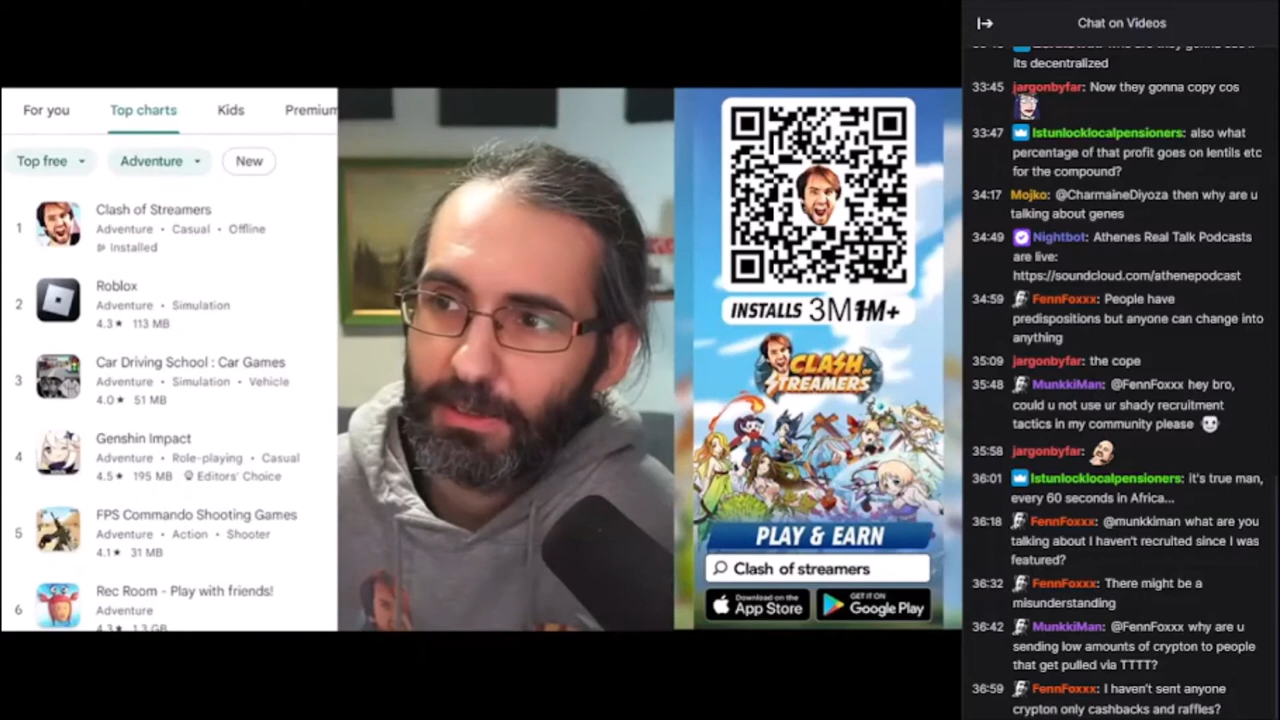 For you
Top charts
Kids
Premium
Top free
Adventure
New
1
Clash of Streamers
Adventure • Casual • Offline
Installed
2
Roblox
Adventure • Simulation
4.3★ 113 MB
3
Car Driving School : Car Games
Adventure • Simulation • Vehicle
4.0★ 51 MB
4
Genshin Impact
Adventure • Role-playing • Casual
4.5★ 195 MB Editors' Choice
5
FPS Commando Shooting Games
Adventure • Action • Shooter
4.1★ 31 MB
6
Rec Room - Play with friends!
Adventure
4.3★ 1.3 GB
INSTALLS 3M 1M+
CLASH OF
STREAMERS
PLAY & EARN
Clash of streamers
Download on the
App Store
GET IT ON
Google Play
Chat on Videos
its decentralized
33:45 jargonbyfar: Now they gonna copy cos
33:47 Istunlocklocalpensioners: also what
percentage of that profit goes on lentils etc
for the compound?
34:17 Mojko: @CharmaineDiyoza then why are u
talking about genes
34:49 Nightbot: Athenes Real Talk Podcasts
are live:
https://soundcloud.com/athenepodcast
34:59 FennFoxxx: People have
predispositions but anyone can change into
anything
35:09 jargonbyfar: the cope
35:48 MunkkiMan: @FennFoxxx hey bro,
could u not use ur shady recruitment
tactics in my community please
35:58 jargonbyfar:
36:01 Istunlocklocalpensioners: it's true man,
every 60 seconds in Africa...
36:18 FennFoxxx: @munkkiman what are you
talking about I haven't recruited since I was
featured?
36:32 FennFoxxx: There might be a
misunderstanding
36:42 MunkkiMan: @FennFoxxx why are u
sending low amounts of crypton to people
that get pulled via TTTT?
36:59 FennFoxxx: I haven't sent anyone
crypton only cashbacks and raffles?